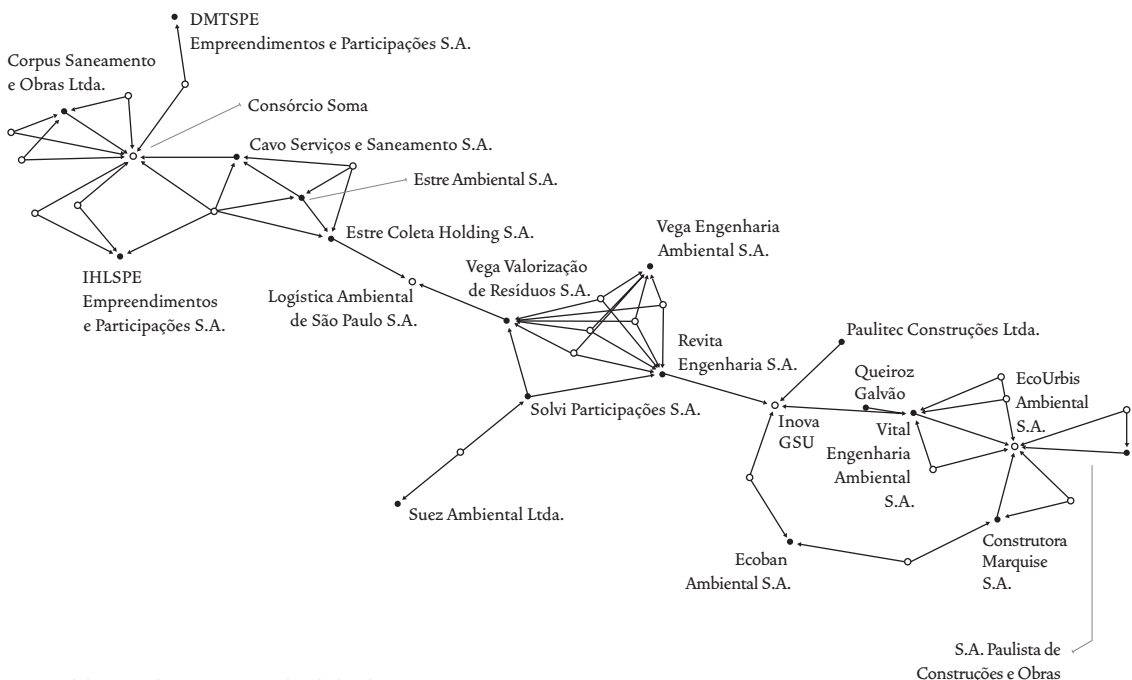 DMTSPE
Empreendimentos e Participações S.A.
Corpus Saneamento
e Obras Ltda.
Consórcio Soma
Cavo Serviços e Saneamento S.A.
Estre Ambiental S.A.
Estre Coleta Holding S.A.
IHLSPE
Empreendimentos
e Participações S.A.
Logística Ambiental
de São Paulo S.A.
Vega Valorização
de Resíduos S.A.
Vega Engenharia
Ambiental S.A.
Revita
Engenharia S.A.
Solvi Participações S.A.
Suez Ambiental Ltda.
Paulitec Construções Ltda.
Inova
GSU
Queiroz
Galvão
Vital
Engenharia
Ambiental
S.A.
EcoUrbis
Ambiental
S.A.
Ecoban
Ambiental S.A.
Construtora
Marquise
S.A.
S.A. Paulista de
Construções e Obras